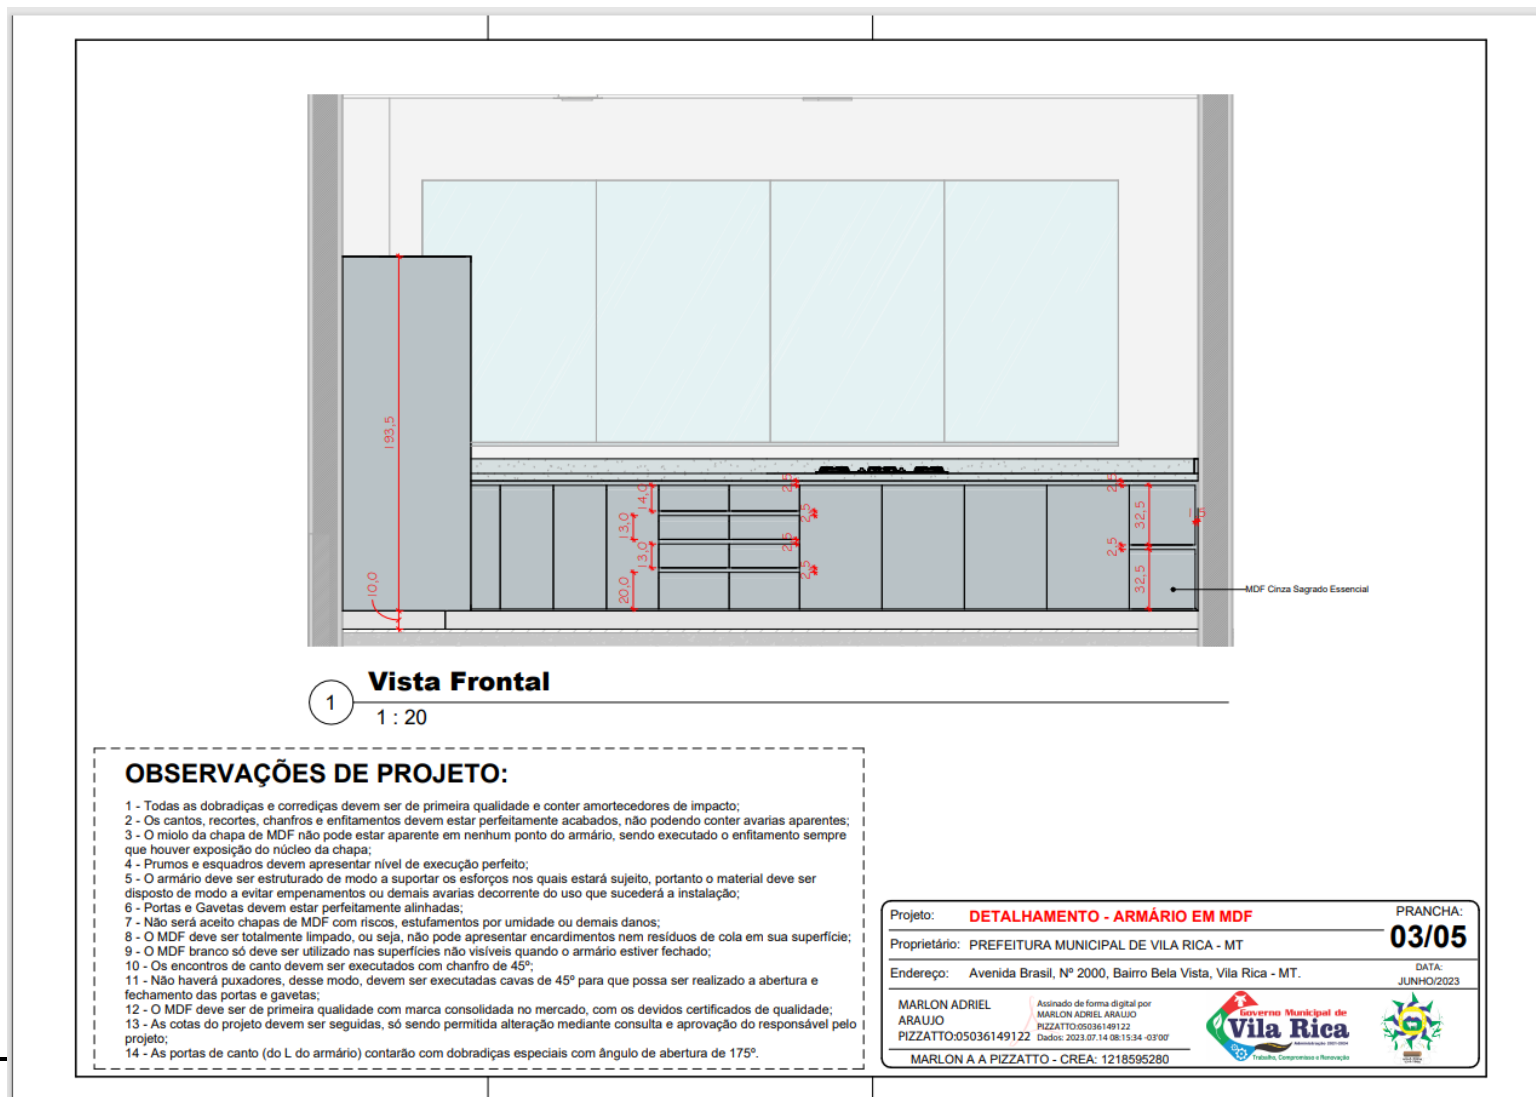 193,5
10,0
14,0
13,0
13,0
20,0
2,5
2,5
2,5
2,5
2,5
2,5
32,5
32,5
MDF Cinza Sagrado Essencial
1
Vista Frontal
1 : 20
OBSERVAÇÕES DE PROJETO:
1 - Todas as dobradiças e corrediças devem ser de primeira qualidade e conter amortecedores de impacto;
2 - Os cantos, recortes, chanfros e enfitamentos devem estar perfeitamente acabados, não podendo conter avarias aparentes;
3 - O miolo da chapa de MDF não pode estar aparente em nenhum ponto do armário, sendo executado o enfitamento sempre
que houver exposição do núcleo da chapa;
4 - Prumos e esquadros devem apresentar nível de execução perfeito;
5 - O armário deve ser estruturado de modo a suportar os esforços nos quais estará sujeito, portanto o material deve ser
disposto de modo a evitar empenamentos ou demais avarias decorrente do uso que sucederá a instalação;
6 - Portas e Gavetas devem estar perfeitamente alinhadas;
7 - Não será aceito chapas de MDF com riscos, estufamentos por umidade ou demais danos;
8 - O MDF deve ser totalmente limpado, ou seja, não pode apresentar encardimentos nem resíduos de cola em sua superfície;
9 - O MDF branco só deve ser utilizado nas superfícies não visíveis quando o armário estiver fechado;
10 - Os encontros de canto devem ser executados com chanfro de 45º;
11 - Não haverá puxadores, desse modo, devem ser executadas cavas de 45º para que possa ser realizado a abertura e
fechamento das portas e gavetas;
12 - O MDF deve ser de primeira qualidade com marca consolidada no mercado, com os devidos certificados de qualidade;
13 - As cotas do projeto devem ser seguidas, só sendo permitida alteração mediante consulta e aprovação do responsável pelo
projeto;
14 - As portas de canto (do L do armário) contarão com dobradiças especiais com ângulo de abertura de 175º.
Projeto: DETALHAMENTO - ARMÁRIO EM MDF
PRANCHA:
03/05
Proprietário: PREFEITURA MUNICIPAL DE VILA RICA - MT
Endereço: Avenida Brasil, Nº 2000, Bairro Bela Vista, Vila Rica - MT.
DATA:
JUNHO/2023
MARLON ADRIEL
ARAUJO
PIZZATTO:05036149122
Assinado de forma digital por
MARLON ADRIEL ARAUJO
PIZZATTO:05036149122
Dados: 2023.07.14 08:15:34 -03'00'
MARLON A A PIZZATTO - CREA: 1218595280
Governo Municipal de
Vila Rica
Administração 2021-2024
Trabalho, Compromisso e Renovação